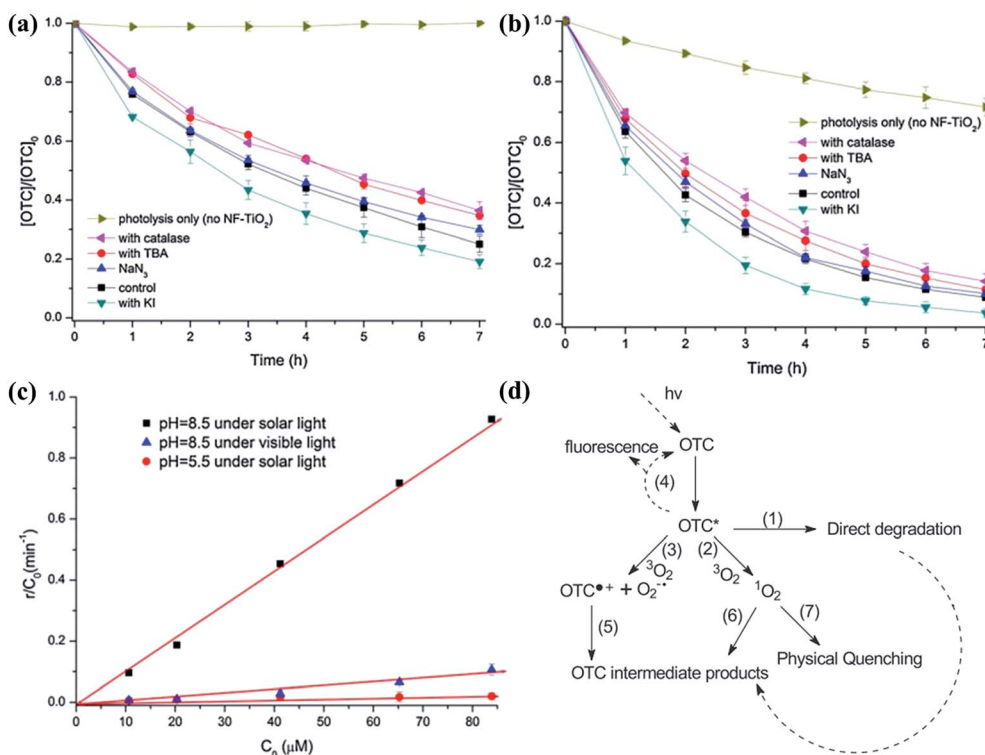 (a)
1.0
0.8
0.6
0.4
0.2
0.0
[OTC]/[OTC]0
photolysis only (no NF-TiO2)
with catalase
with TBA
NaN3
control
with KI
0 1 2 3 4 5 6 7
Time (h)
(b)
1.0
0.8
0.6
0.4
0.2
0.0
[OTC]/[OTC]0
photolysis only (no NF-TiO2)
with catalase
with TBA
NaN3
control
with KI
0 1 2 3 4 5 6 7
Time (h)
(c)
1.0
0.8
0.6
0.4
0.2
0.0
r/C0(min-1)
pH=8.5 under solar light
pH=8.5 under visible light
pH=5.5 under solar light
0 10 20 30 40 50 60 70 80
C0 (μM)
(d)
hv
OTC
fluorescence
(4)
OTC*
(1)
Direct degradation
(3)
(2)
3O2
3O2
OTC•+ + O2-•
1O2
(5)
(6)
(7)
OTC intermediate products
Physical Quenching